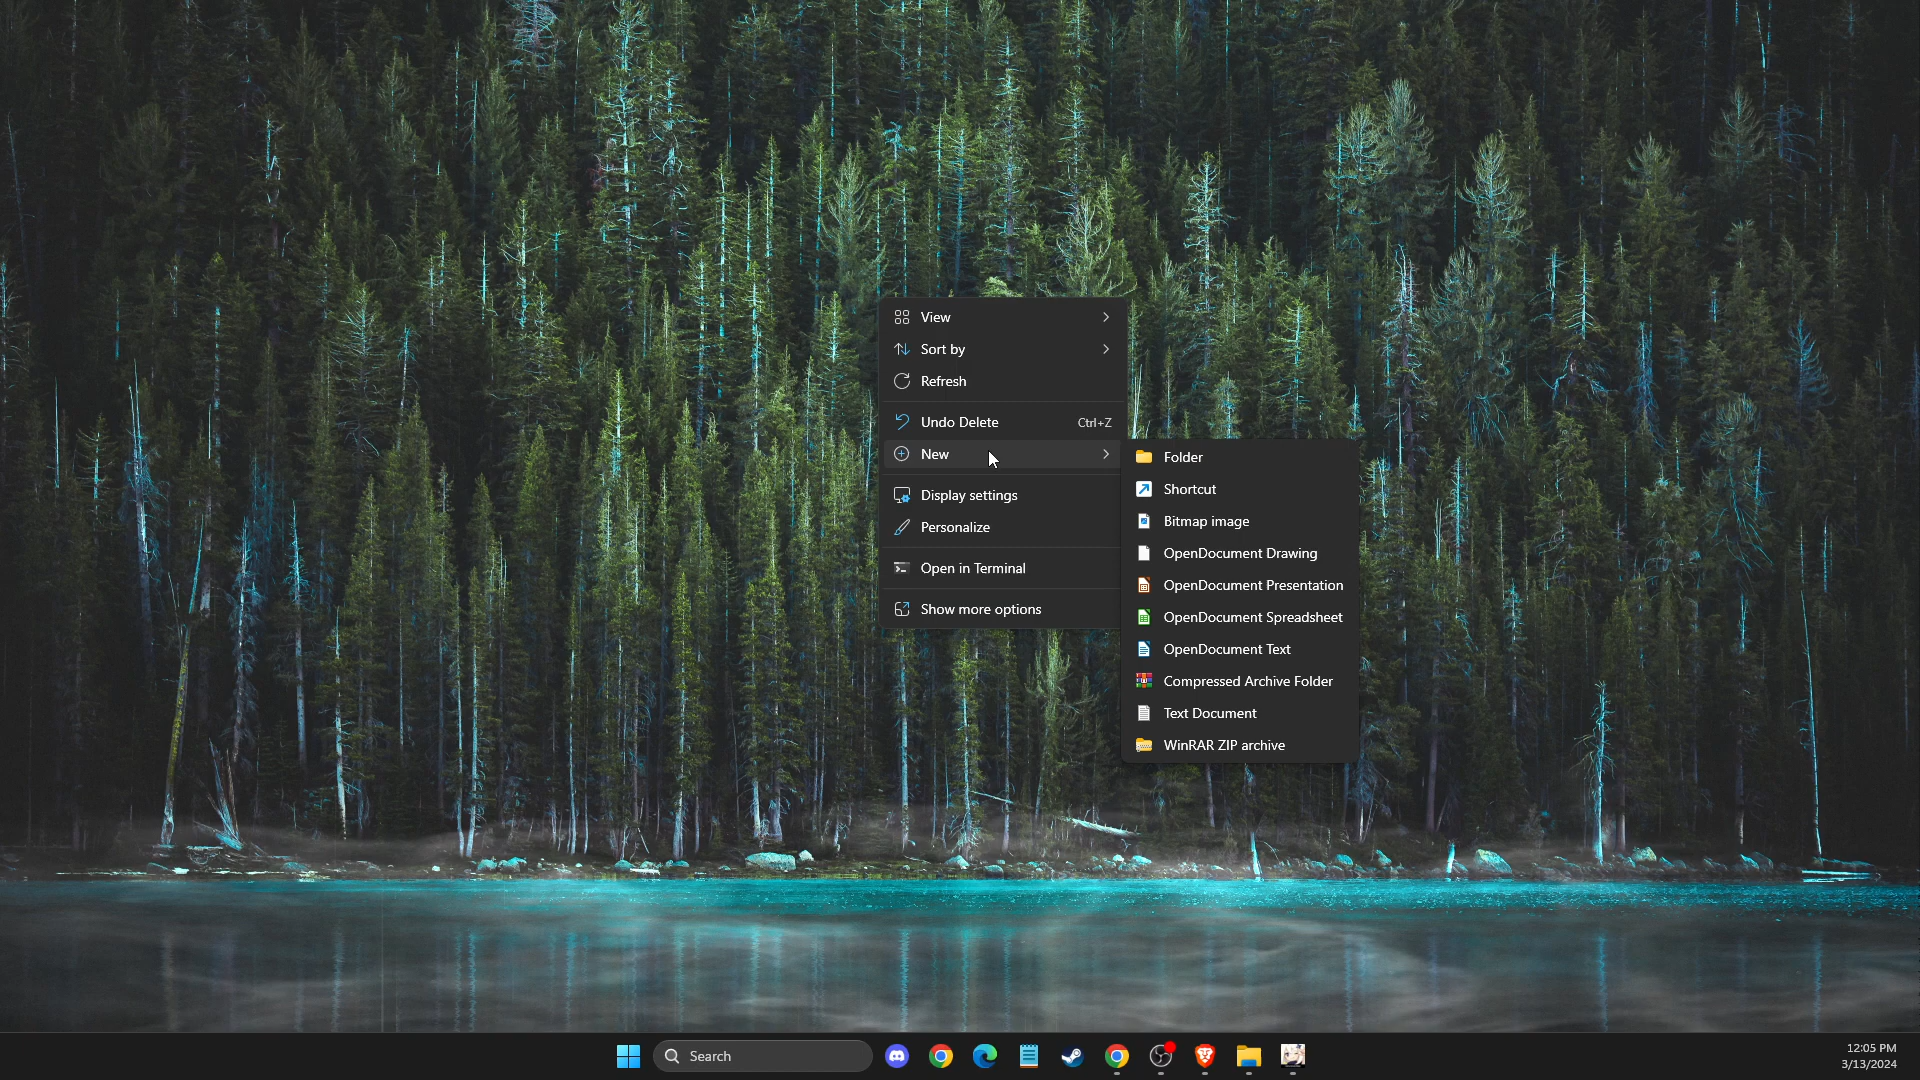 View
Sort by
Refresh
Undo Delete Ctrl+Z
New
Display settings
Personalize
Open in Terminal
Show more options
Folder
Shortcut
Bitmap image
OpenDocument Drawing
OpenDocument Presentation
OpenDocument Spreadsheet
OpenDocument Text
Compressed Archive Folder
Text Document
WinRAR ZIP archive
Search
12:05 PM
3/13/2024